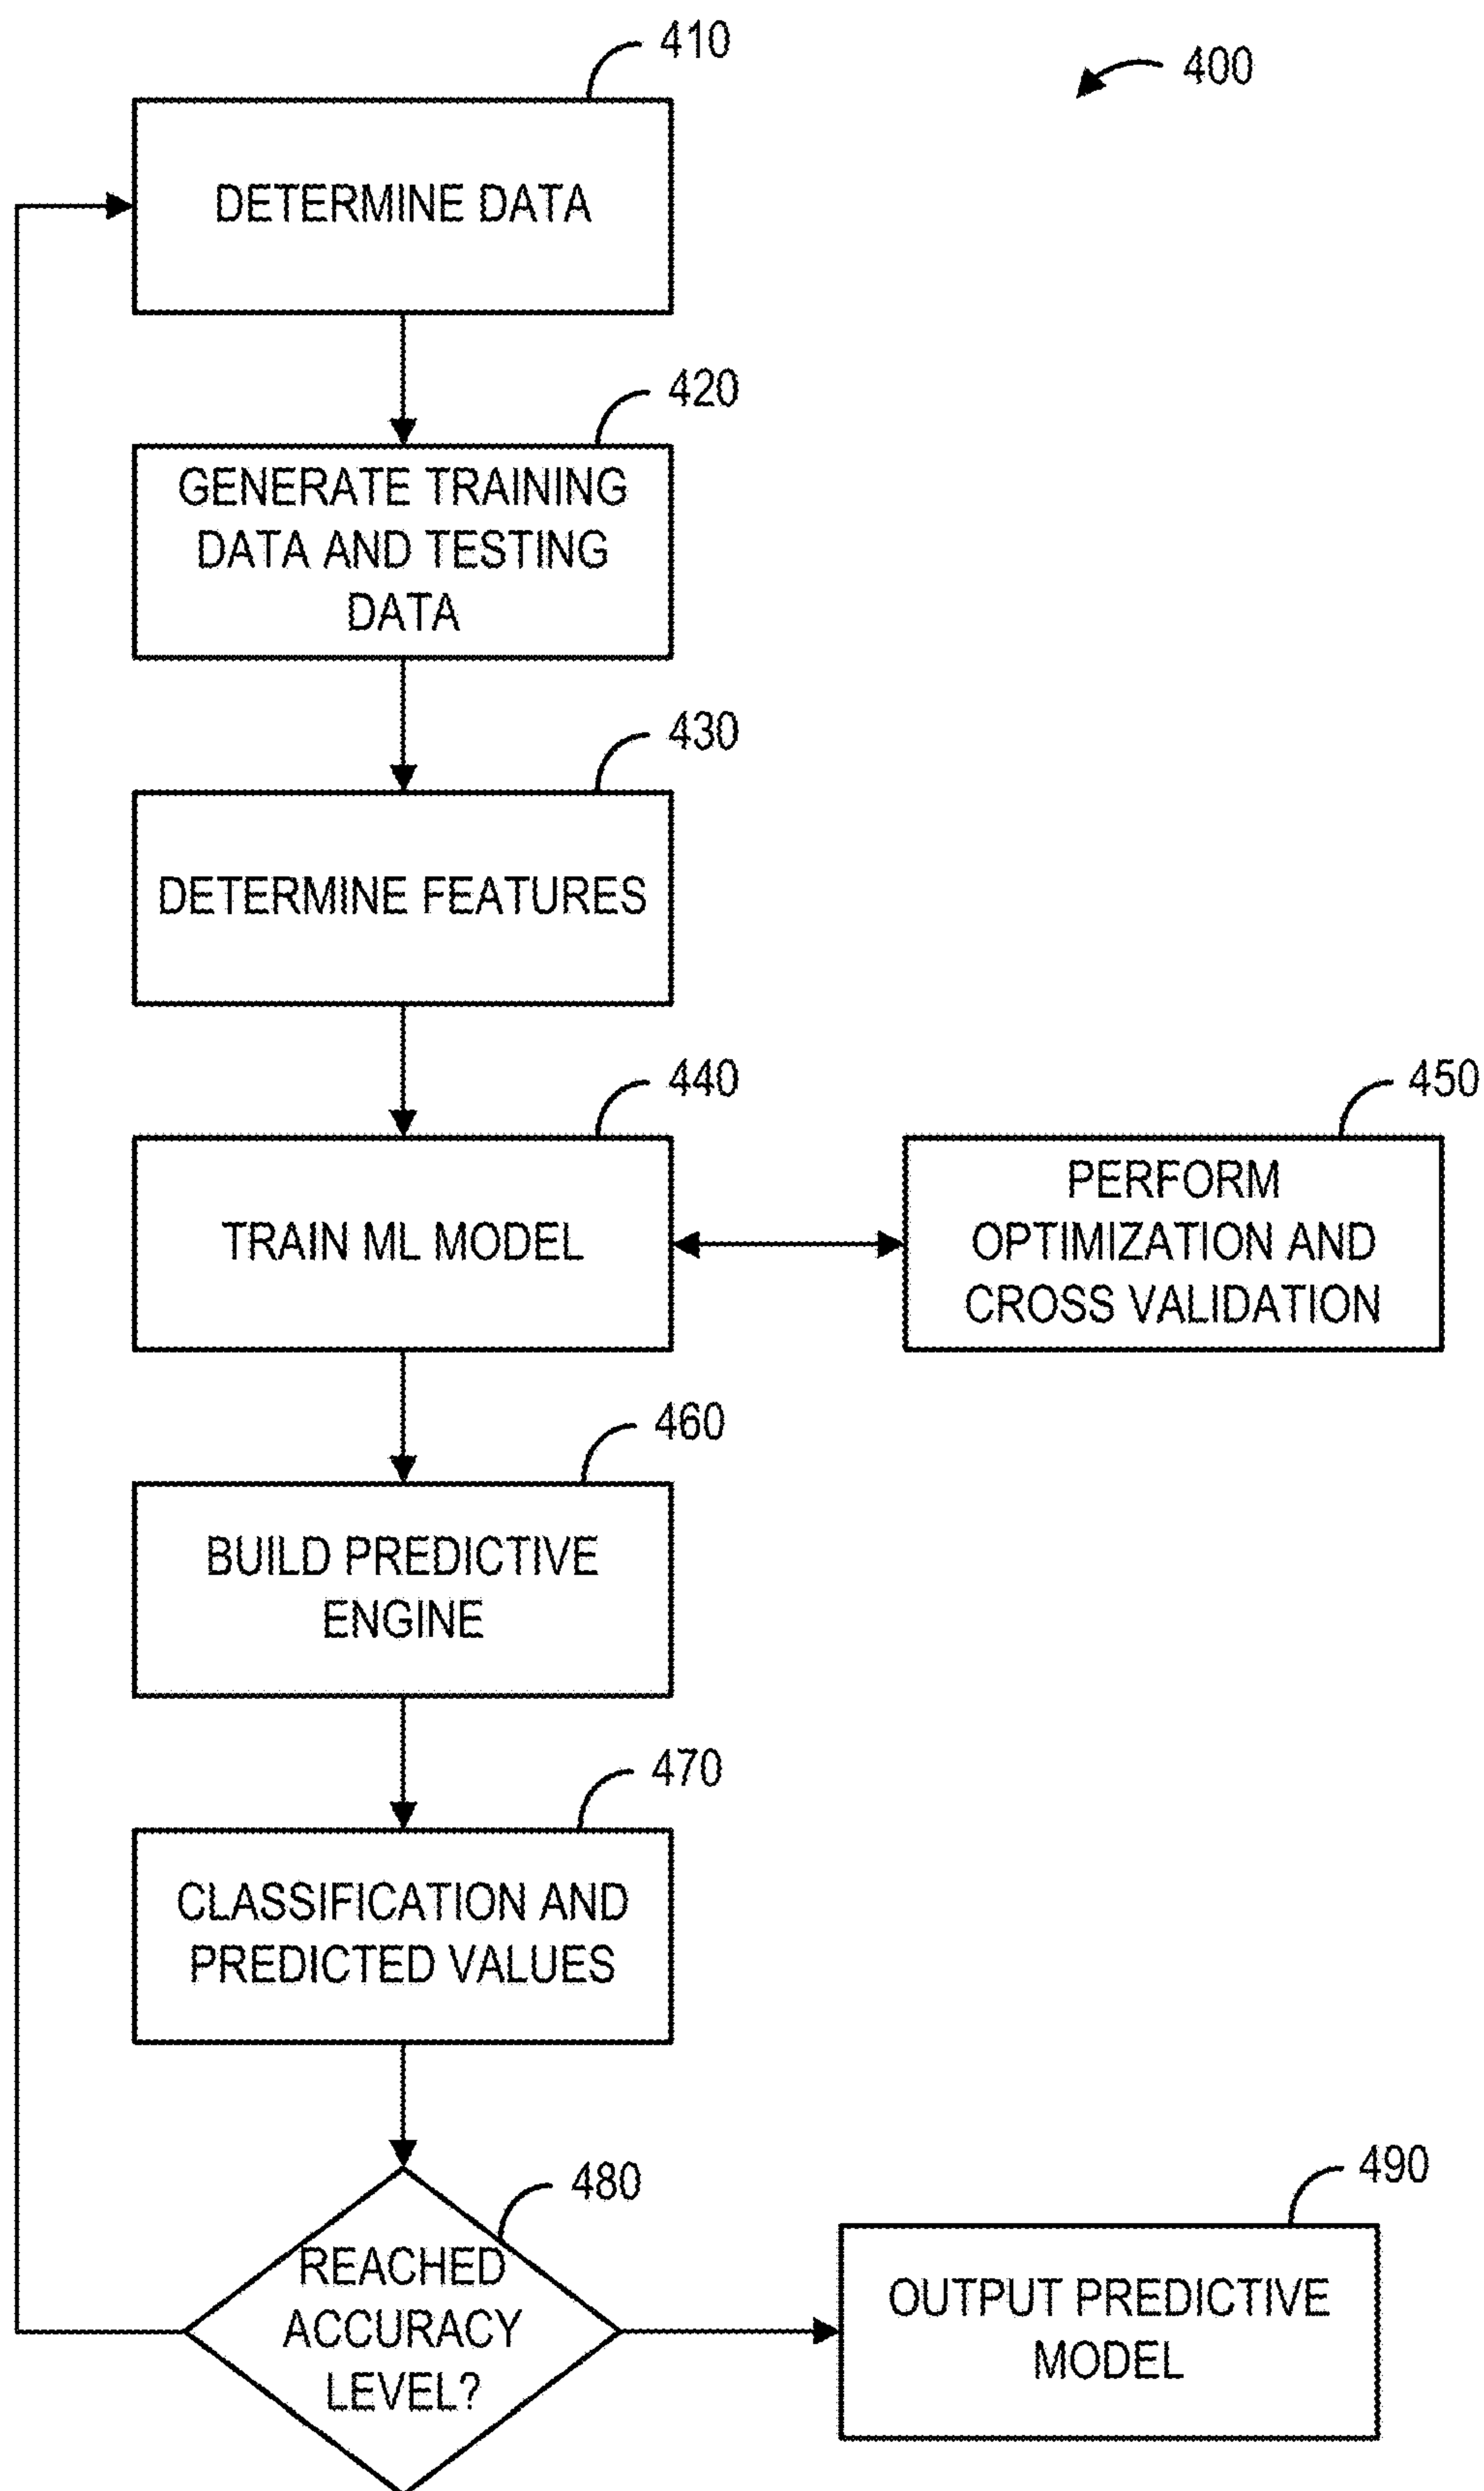 410
400
DETERMINE DATA
420
GENERATE TRAINING
DATA AND TESTING
DATA
430
DETERMINE FEATURES
440
450
TRAIN ML MODEL
PERFORM
OPTIMIZATION AND
CROSS VALIDATION
460
BUILD PREDICTIVE
ENGINE
470
CLASSIFICATION AND
PREDICTED VALUES
480
REACHED
ACCURACY
LEVEL?
490
OUTPUT PREDICTIVE
MODEL